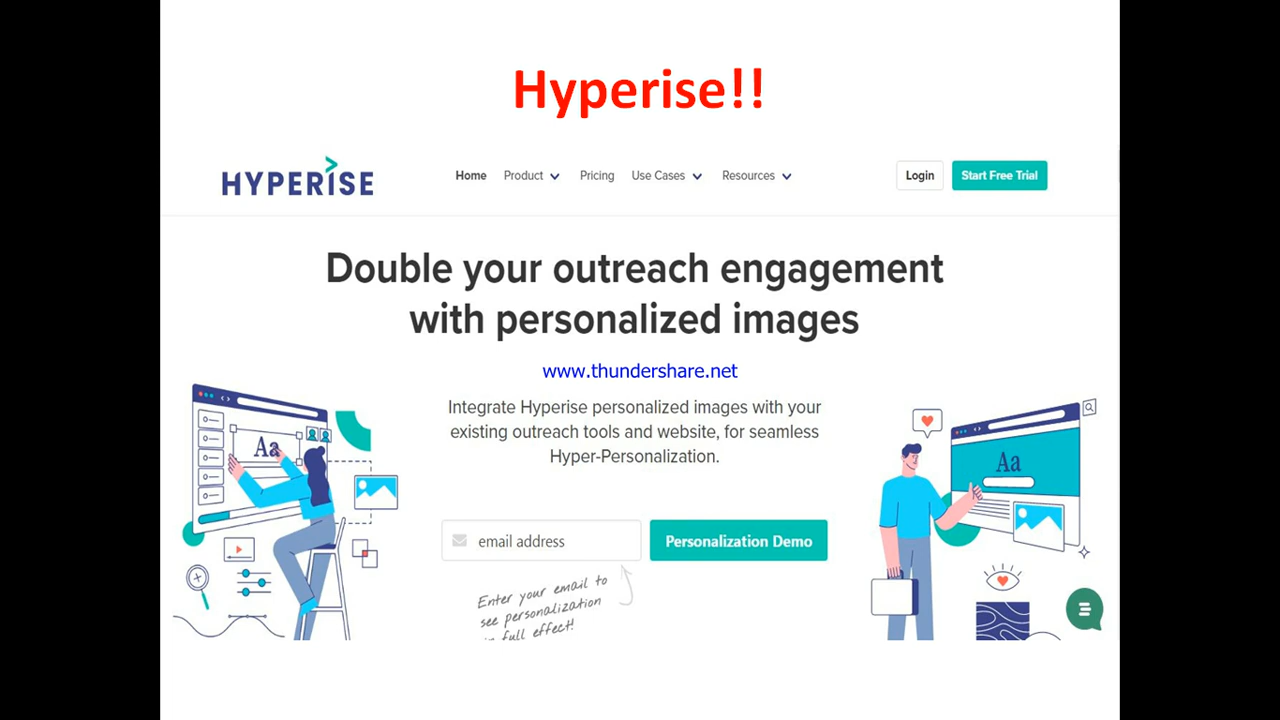 Hyperise!!
HYPERISE
Home Product Pricing Use Cases Resources Login Start Free Trial
Double your outreach engagement
with personalized images
www.thundershare.net
Integrate Hyperise personalized images with your
existing outreach tools and website, for seamless
Hyper-Personalization.
Aa
Aa
email address Personalization Demo
Enter your email to
see personalization
in full effect!